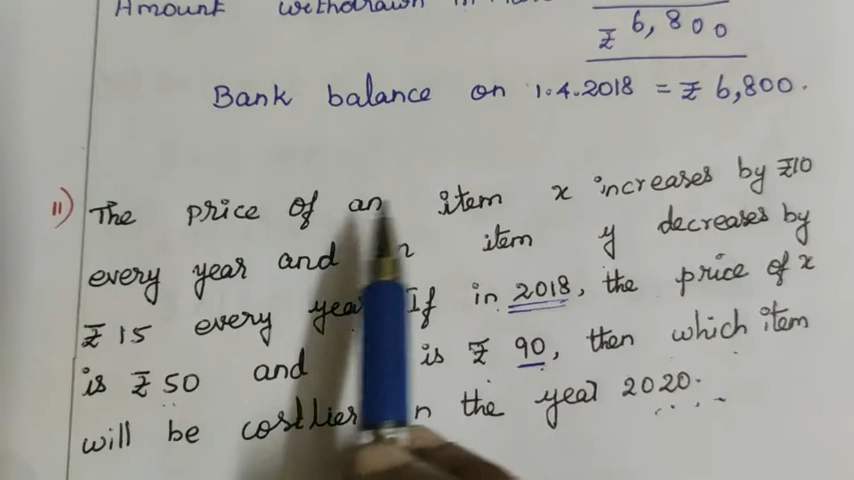 Amount withdrawn
₹ 6,800
Bank balance on 1.4.2018 = ₹ 6,800.
11) The price of an item x increases by ₹10
every year and item y decreases by
₹ 15 every year If in 2018, the price of x
is ₹ 50 and is ₹ 90, then which item
will be costlier in the year 2020.